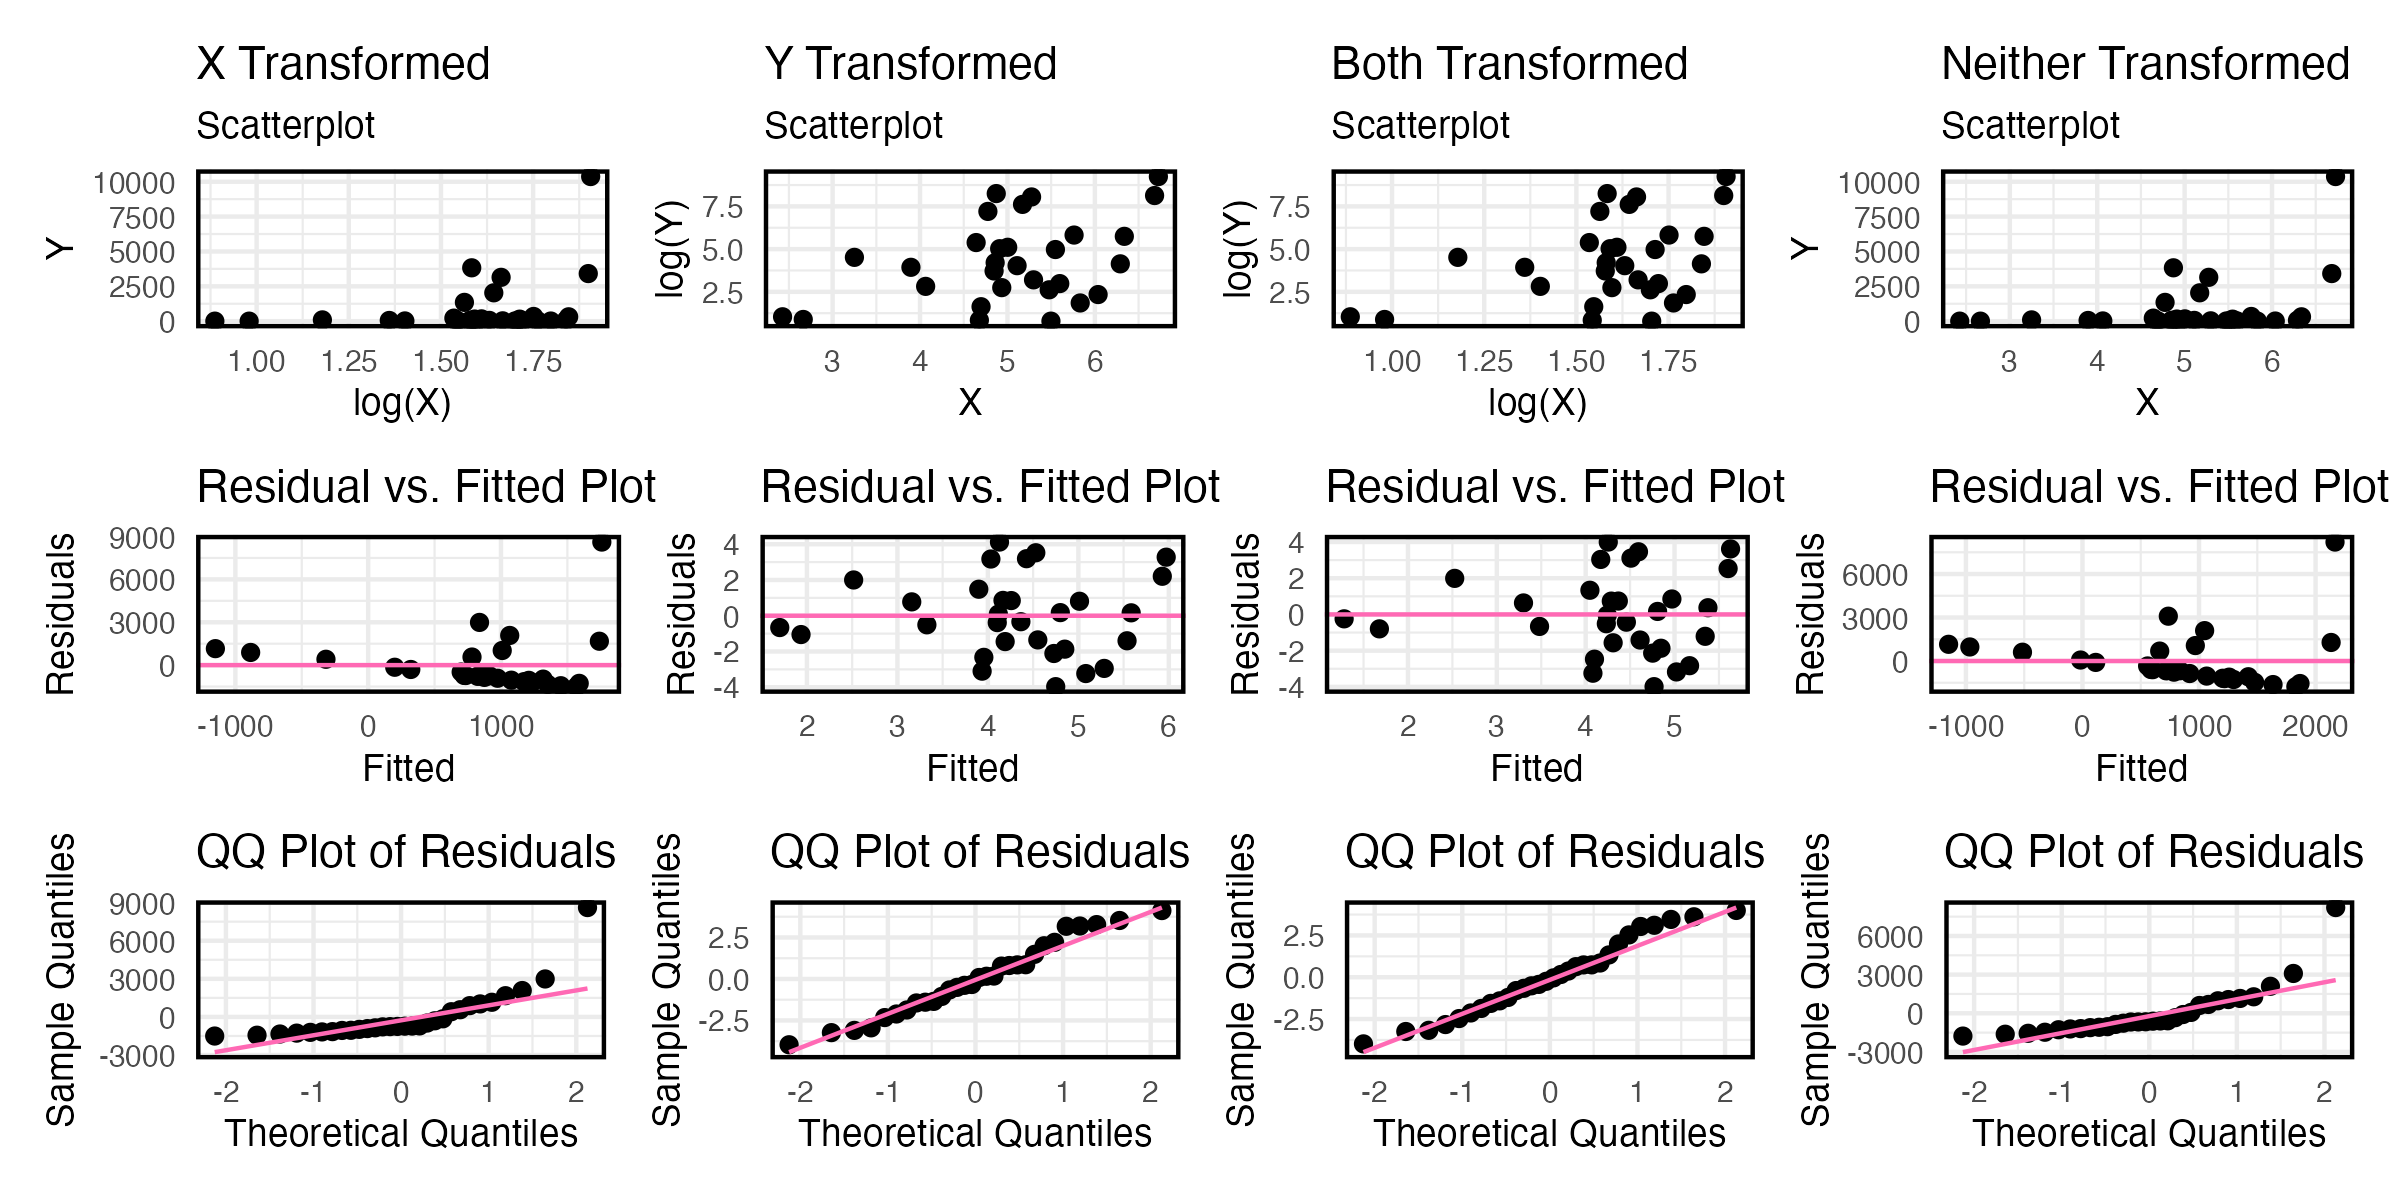 X Transformed
Y Transformed
Both Transformed
Neither Transformed
Scatterplot
Scatterplot
Scatterplot
Scatterplot
Y
10000
7500
5000
2500
0
1.00 1.25 1.50 1.75
log(X)
log(Y)
7.5
5.0
2.5
3 4 5 6
X
log(Y)
7.5
5.0
2.5
1.00 1.25 1.50 1.75
log(X)
Y
10000
7500
5000
2500
0
3 4 5 6
X
Residual vs. Fitted Plot
Residual vs. Fitted Plot
Residual vs. Fitted Plot
Residual vs. Fitted Plot
Residuals
9000
6000
3000
0
-1000 0 1000
Fitted
Residuals
4
2
0
-2
-4
2 3 4 5 6
Fitted
Residuals
4
2
0
-2
-4
2 3 4 5
Fitted
Residuals
6000
3000
0
-1000 0 1000 2000
Fitted
QQ Plot of Residuals
QQ Plot of Residuals
QQ Plot of Residuals
QQ Plot of Residuals
Sample Quantiles
9000
6000
3000
0
-3000
-2 -1 0 1 2
Theoretical Quantiles
Sample Quantiles
2.5
0.0
-2.5
-2 -1 0 1 2
Theoretical Quantiles
Sample Quantiles
2.5
0.0
-2.5
-2 -1 0 1 2
Theoretical Quantiles
Sample Quantiles
6000
3000
0
-3000
-2 -1 0 1 2
Theoretical Quantiles